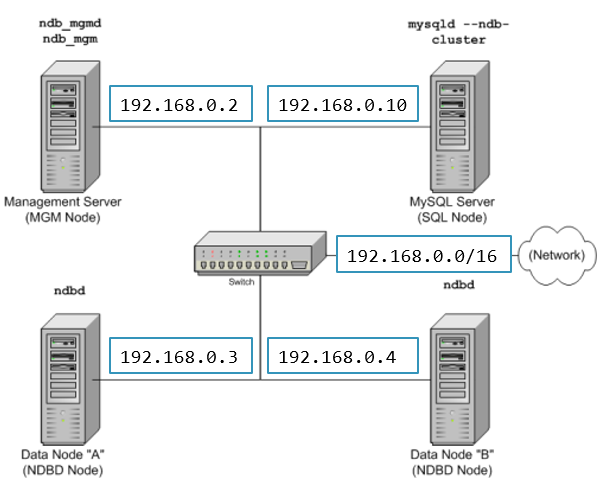 ndb_mgmd
ndb_mgm
mysqld --ndb-
cluster
192.168.0.2
192.168.0.10
Management Server
(MGM Node)
MySQL Server
(SQL Node)
192.168.0.0/16
(Network)
Switch
ndbd
ndbd
192.168.0.3
192.168.0.4
Data Node "A"
(NDBD Node)
Data Node "B"
(NDBD Node)